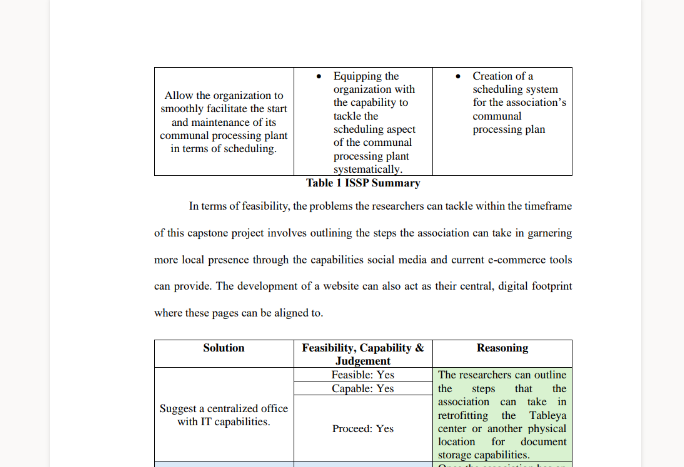 Allow the organization to
smoothly facilitate the start
and maintenance of its
communal processing plant
in terms of scheduling.
• Equipping the
organization with
the capability to
tackle the
scheduling aspect
of the communal
processing plant
systematically.
• Creation of a
scheduling system
for the association’s
communal
processing plan
Table 1 ISSP Summary
In terms of feasibility, the problems the researchers can tackle within the timeframe
of this capstone project involves outlining the steps the association can take in garnering
more local presence through the capabilities social media and current e-commerce tools
can provide. The development of a website can also act as their central, digital footprint
where these pages can be aligned to.
Solution
Feasibility, Capability &
Judgement
Reasoning
Suggest a centralized office
with IT capabilities.
Feasible: Yes
Capable: Yes
Proceed: Yes
The researchers can outline
the steps that the
association can take in
retrofitting the Tableya
center or another physical
location for document
storage capabilities.